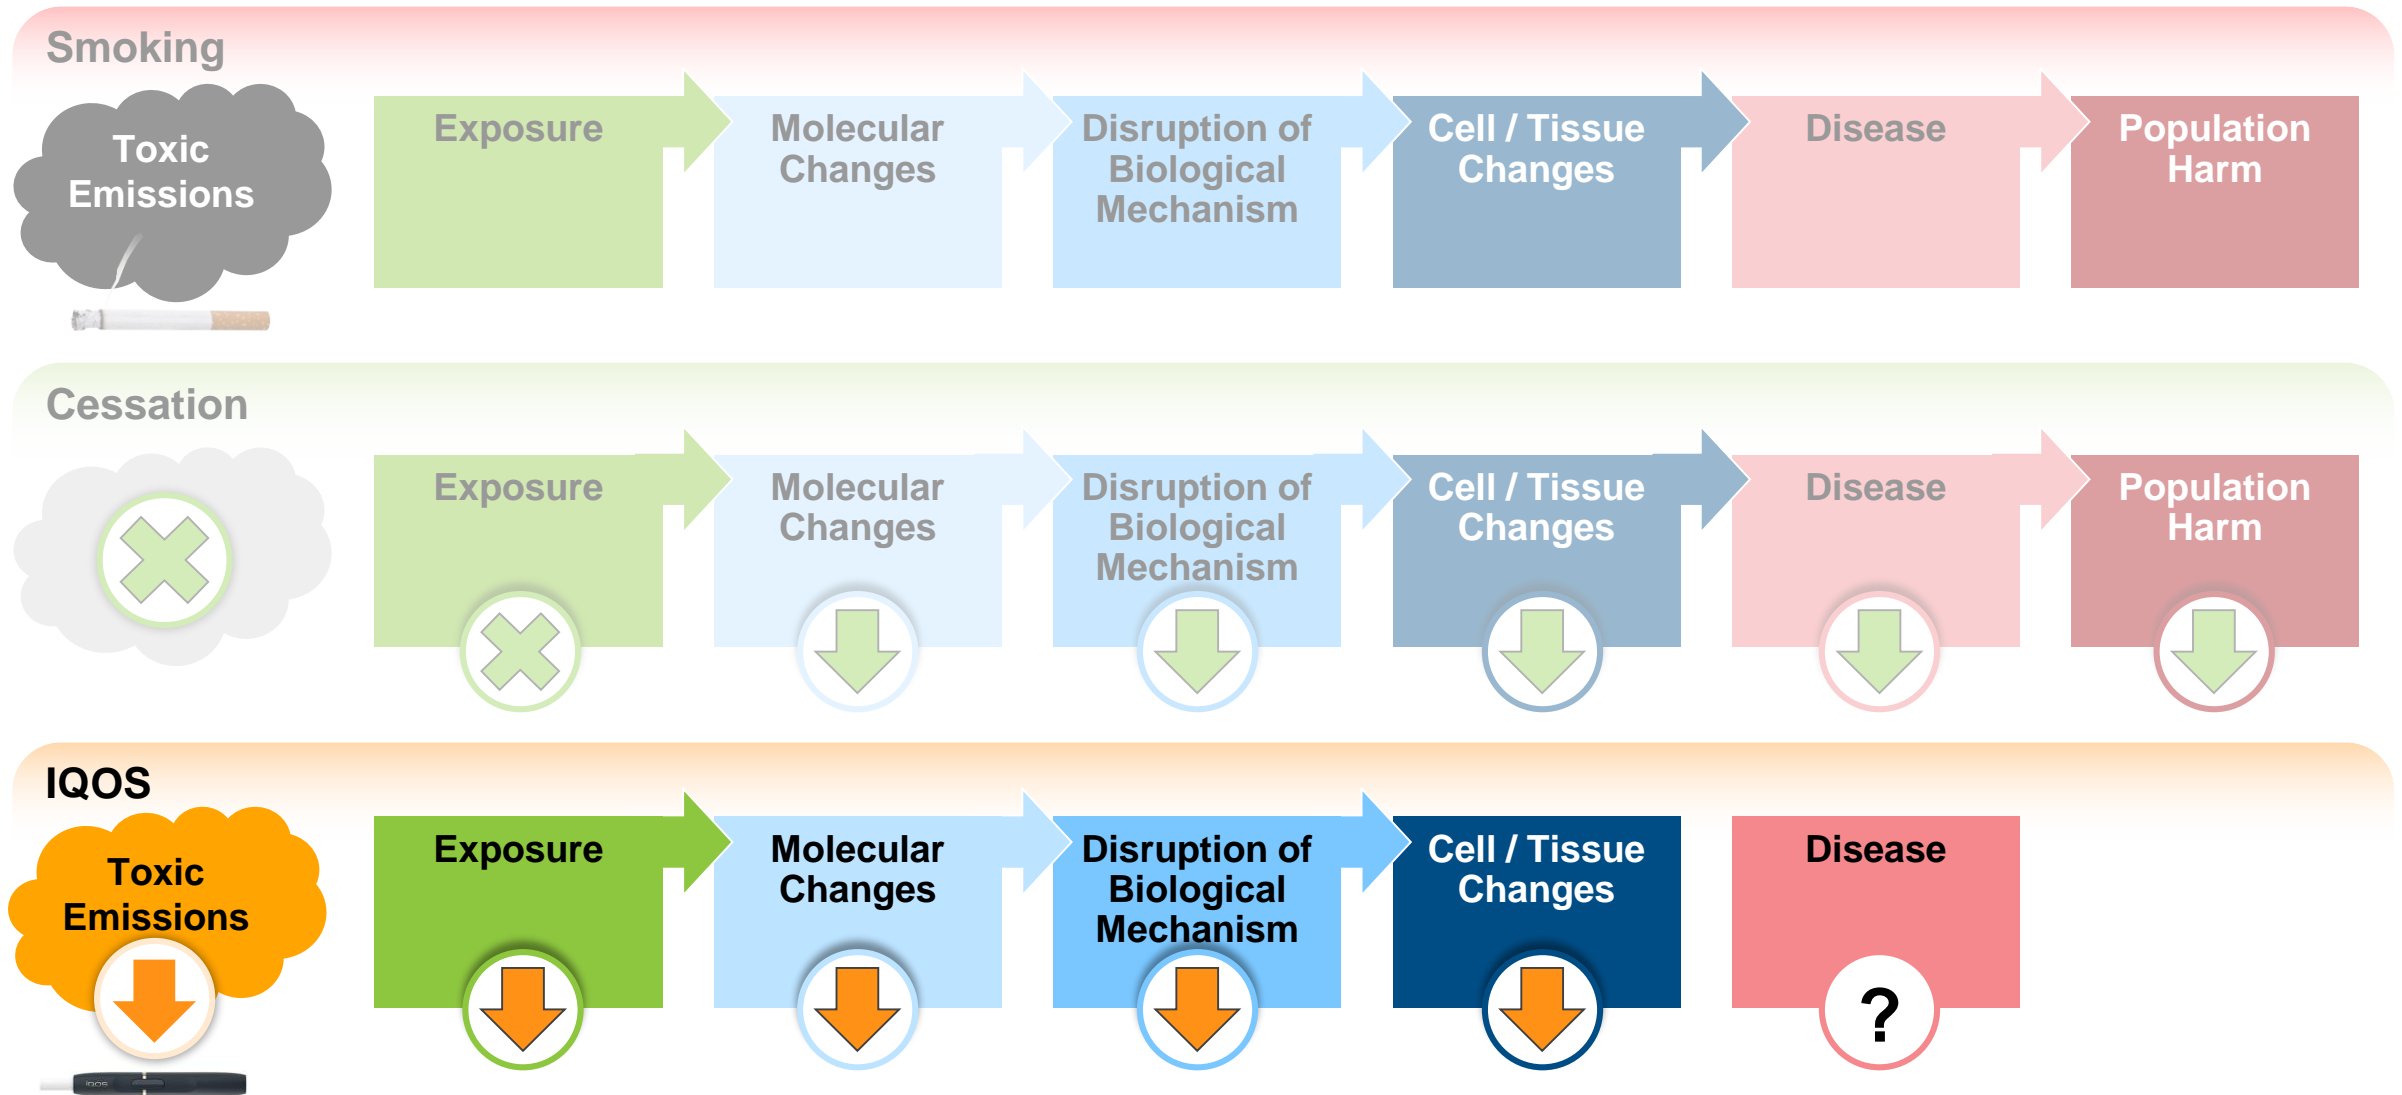 Smoking
Toxic
Emissions
Exposure
Molecular
Changes
Disruption of
Biological
Mechanism
Cell / Tissue
Changes
Disease
Population
Harm
Cessation
Exposure
Molecular
Changes
Disruption of
Biological
Mechanism
Cell / Tissue
Changes
Disease
Population
Harm
IQOS
Toxic
Emissions
Exposure
Molecular
Changes
Disruption of
Biological
Mechanism
Cell / Tissue
Changes
Disease
?
IQOS